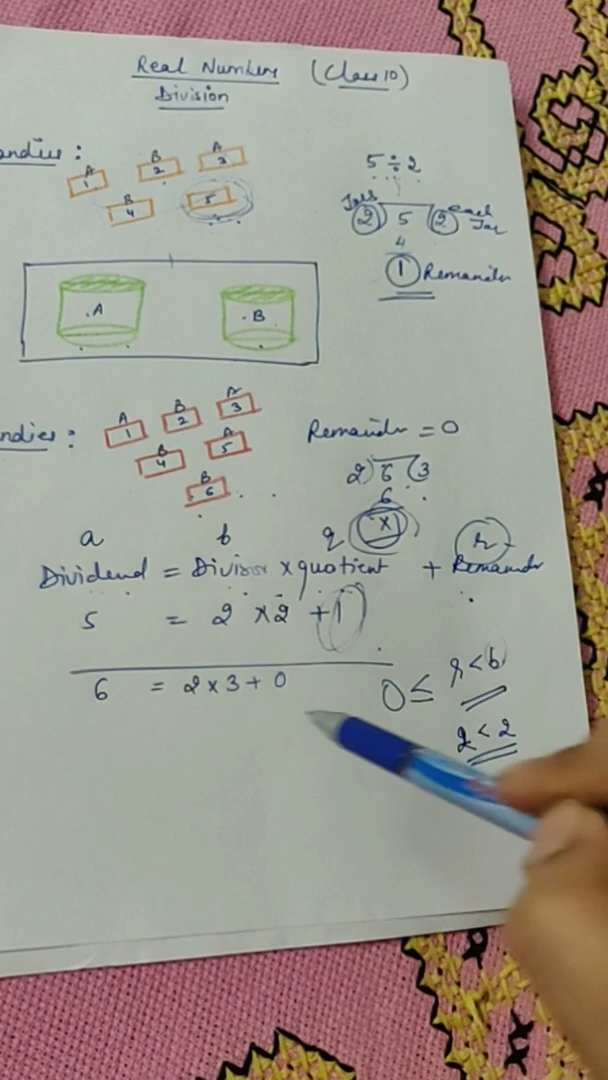 Real Numbers (Class 10)
Division
andies :
A 1 B 2 A 3
B 4 5
5 ÷ 2
Jars 2 5 2 each Jar
4
1 Remainder
A B
ndies :
A 1 B 2 A 3
B 4 A 5
B 6
Remainder = 0
2) 6 (3
6
x
a b q r
Dividend = Divisor x quotient + Remainder
5 = 2 x 2 + 1
6 = 2 x 3 + 0
0 ≤ r < b
2 < 2